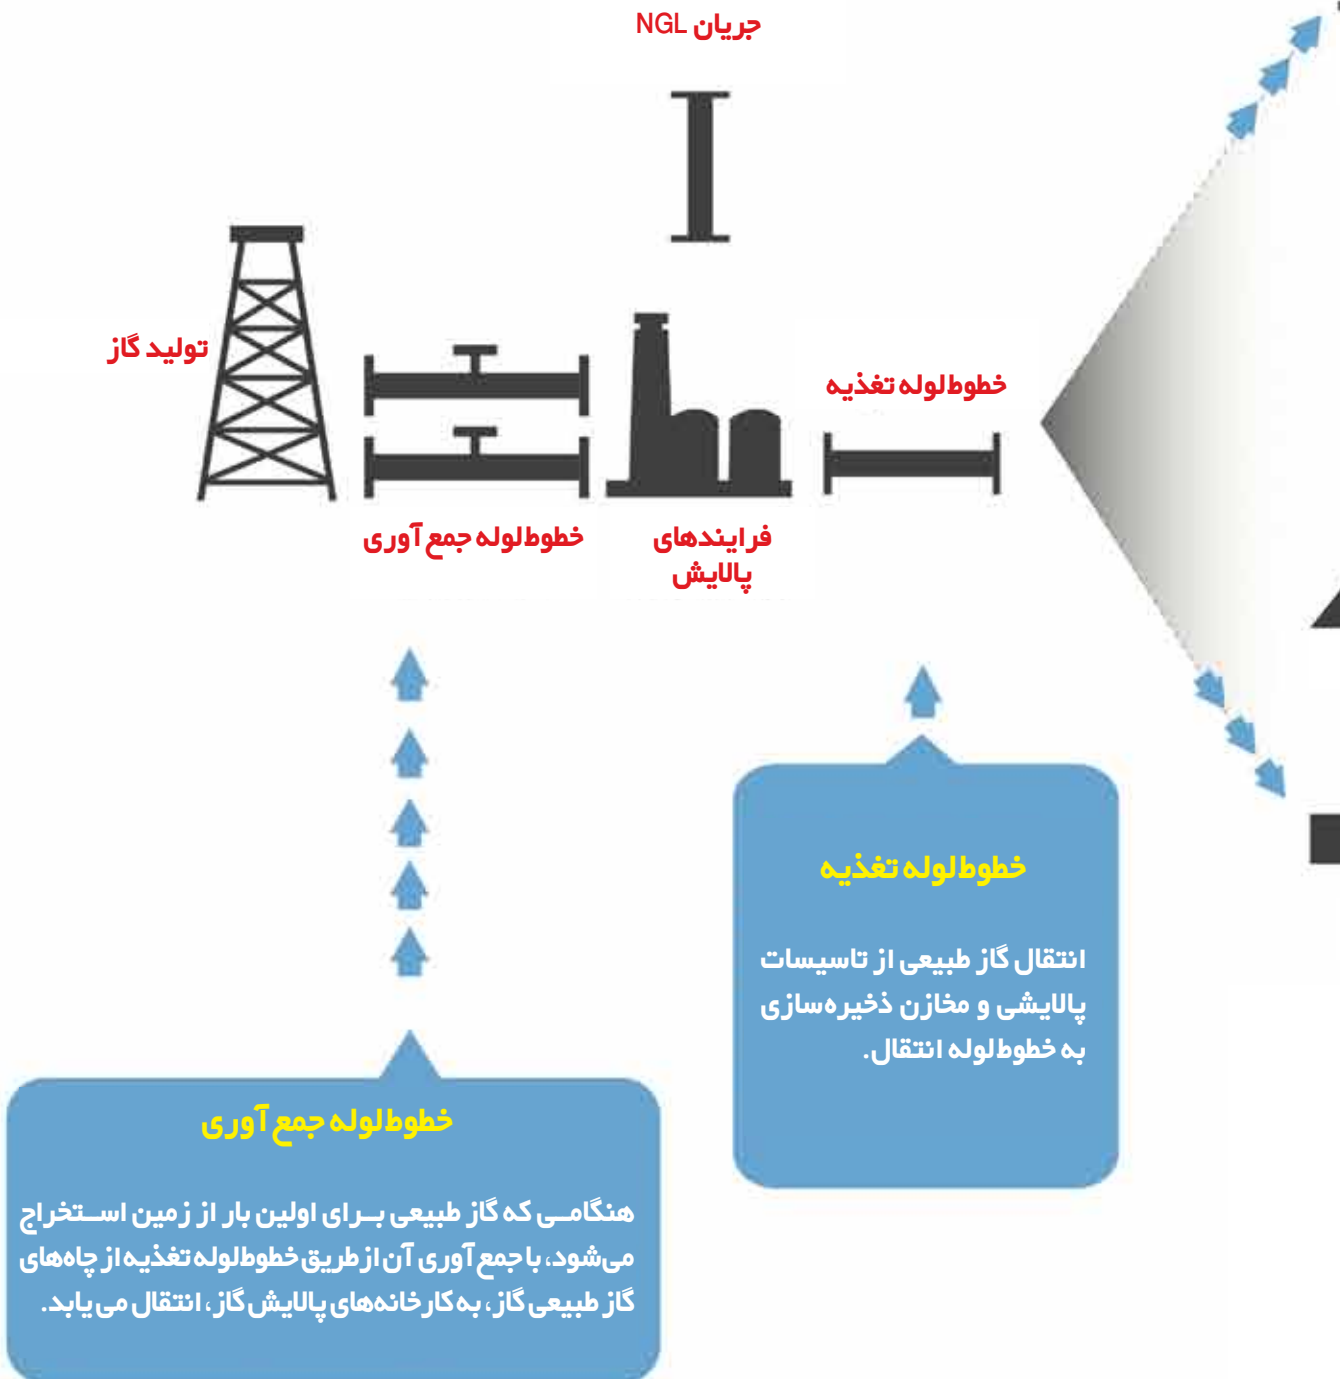 جریان NGL
تولید گاز
خطوط‌لوله تغذیه
خطوط‌لوله جمع‌آوری
فرایندهای
پالایش
خطوط‌لوله تغذیه
انتقال گاز طبیعی از تاسیسات
پالایشی و مخازن ذخیره‌سازی
به خطوط‌لوله انتقال.
خطوط‌لوله جمع‌آوری
هنگامـی که گاز طبیعی بـرای اولین بار از زمین اسـتخراج
می‌شود، با جمع‌آوری آن از طریق خطوط‌لوله تغذیه از چاه‌های
گاز طبیعی گاز، به کارخانه‌های پالایش گاز، انتقال می‌یابد.